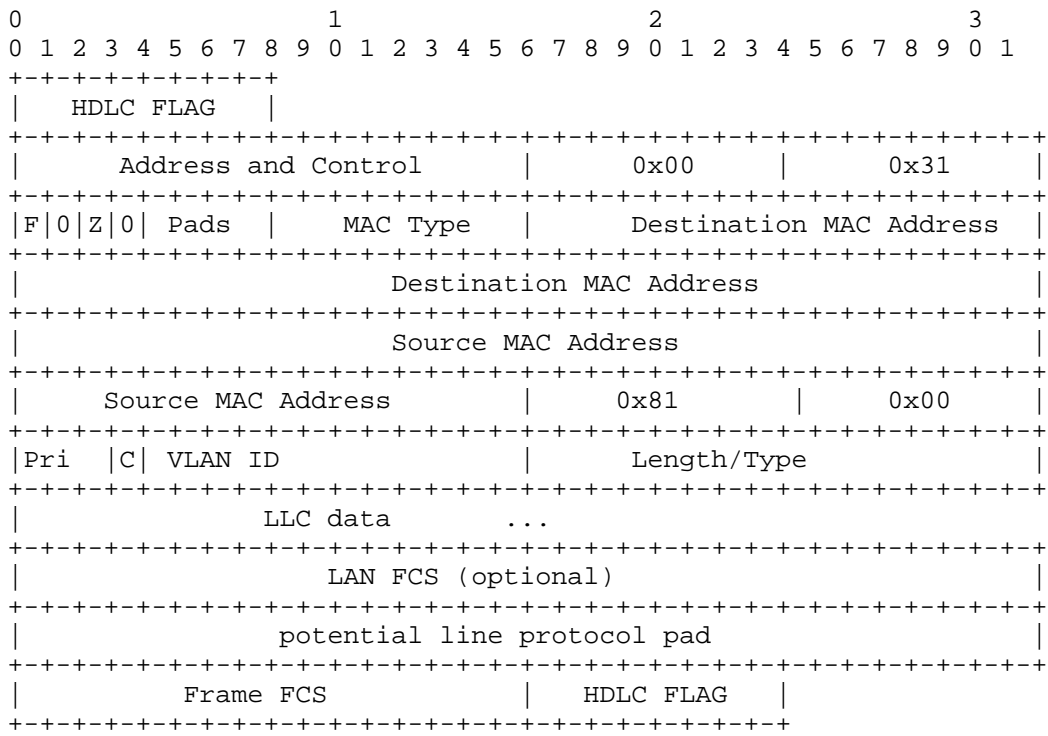 0                   1                   2                   3
0 1 2 3 4 5 6 7 8 9 0 1 2 3 4 5 6 7 8 9 0 1 2 3 4 5 6 7 8 9 0 1
+-+-+-+-+-+-+-+-+
|   HDLC FLAG   |
+-+-+-+-+-+-+-+-+-+-+-+-+-+-+-+-+-+-+-+-+-+-+-+-+-+-+-+-+-+-+-+-+
|      Address and Control      |      0x00     |      0x31     |
+-+-+-+-+-+-+-+-+-+-+-+-+-+-+-+-+-+-+-+-+-+-+-+-+-+-+-+-+-+-+-+-+
|F|0|Z|0| Pads  |    MAC Type   |      Destination MAC Address  |
+-+-+-+-+-+-+-+-+-+-+-+-+-+-+-+-+-+-+-+-+-+-+-+-+-+-+-+-+-+-+-+-+
|                       Destination MAC Address                 |
+-+-+-+-+-+-+-+-+-+-+-+-+-+-+-+-+-+-+-+-+-+-+-+-+-+-+-+-+-+-+-+-+
|                       Source MAC Address                      |
+-+-+-+-+-+-+-+-+-+-+-+-+-+-+-+-+-+-+-+-+-+-+-+-+-+-+-+-+-+-+-+-+
|     Source MAC Address        |     0x81       |     0x00     |
+-+-+-+-+-+-+-+-+-+-+-+-+-+-+-+-+-+-+-+-+-+-+-+-+-+-+-+-+-+-+-+-+
|Pri  |C| VLAN ID               |      Length/Type              |
+-+-+-+-+-+-+-+-+-+-+-+-+-+-+-+-+-+-+-+-+-+-+-+-+-+-+-+-+-+-+-+-+
|               LLC data       ...
+-+-+-+-+-+-+-+-+-+-+-+-+-+-+-+-+-+-+-+-+-+-+-+-+-+-+-+-+-+-+-+-+
|                   LAN FCS (optional)                          |
+-+-+-+-+-+-+-+-+-+-+-+-+-+-+-+-+-+-+-+-+-+-+-+-+-+-+-+-+-+-+-+-+
|                potential line protocol pad                    |
+-+-+-+-+-+-+-+-+-+-+-+-+-+-+-+-+-+-+-+-+-+-+-+-+-+-+-+-+-+-+-+-+
|          Frame FCS            |   HDLC FLAG   |
+-+-+-+-+-+-+-+-+-+-+-+-+-+-+-+-+-+-+-+-+-+-+-+-+